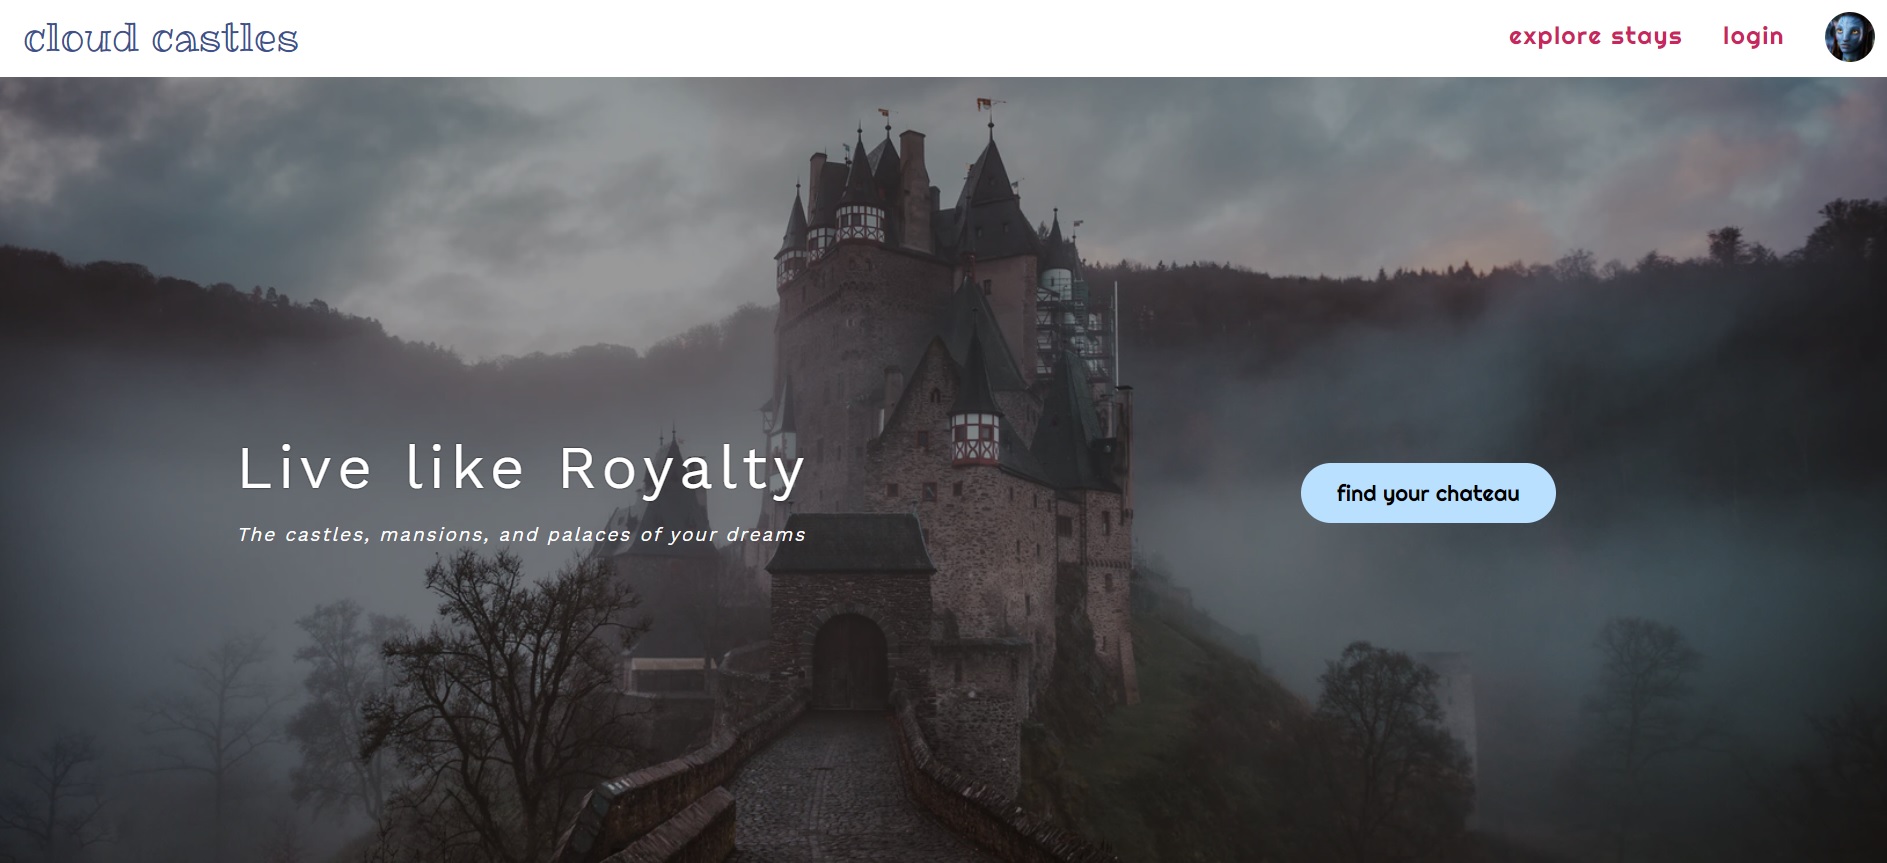 cloud castles
explore stays
login
Live like Royalty
The castles, mansions, and palaces of your dreams
find your chateau